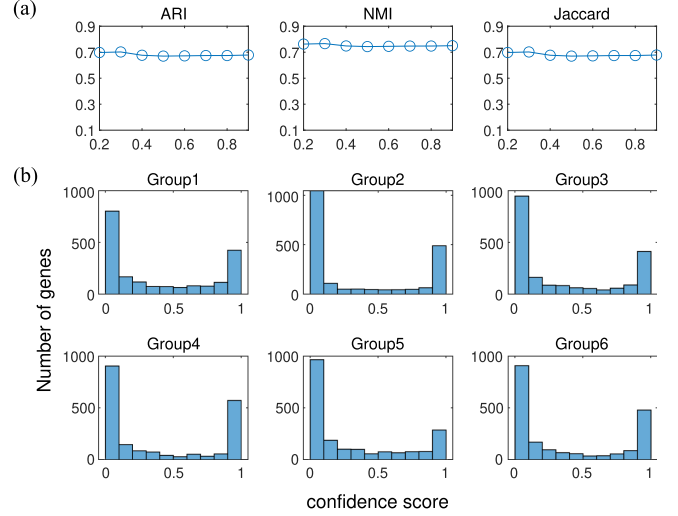 (a)
ARI
NMI
Jaccard
0.9
0.7
0.5
0.3
0.1
0.2 0.4 0.6 0.8
0.9
0.7
0.5
0.3
0.1
0.2 0.4 0.6 0.8
0.9
0.7
0.5
0.3
0.1
0.2 0.4 0.6 0.8
(b)
Number of genes
Group1
1000
500
0
0 0.5 1
Group2
1000
500
0
0 0.5 1
Group3
1000
500
0
0 0.5 1
Group4
1000
500
0
0 0.5 1
Group5
1000
500
0
0 0.5 1
Group6
1000
500
0
0 0.5 1
confidence score